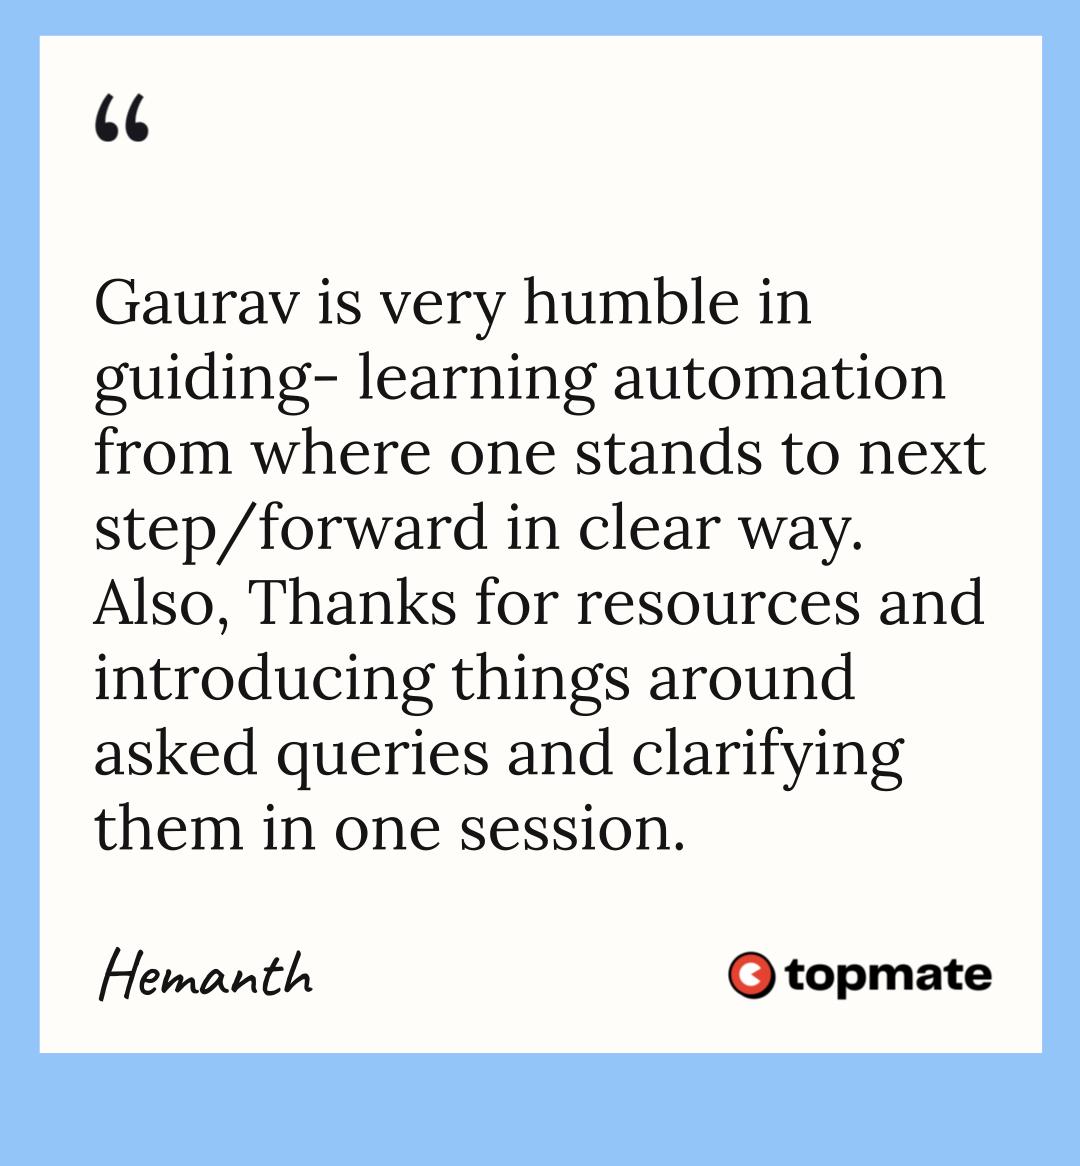 “
Gaurav is very humble in
guiding- learning automation
from where one stands to next
step/forward in clear way.
Also, Thanks for resources and
introducing things around
asked queries and clarifying
them in one session.
Hemanth
topmate